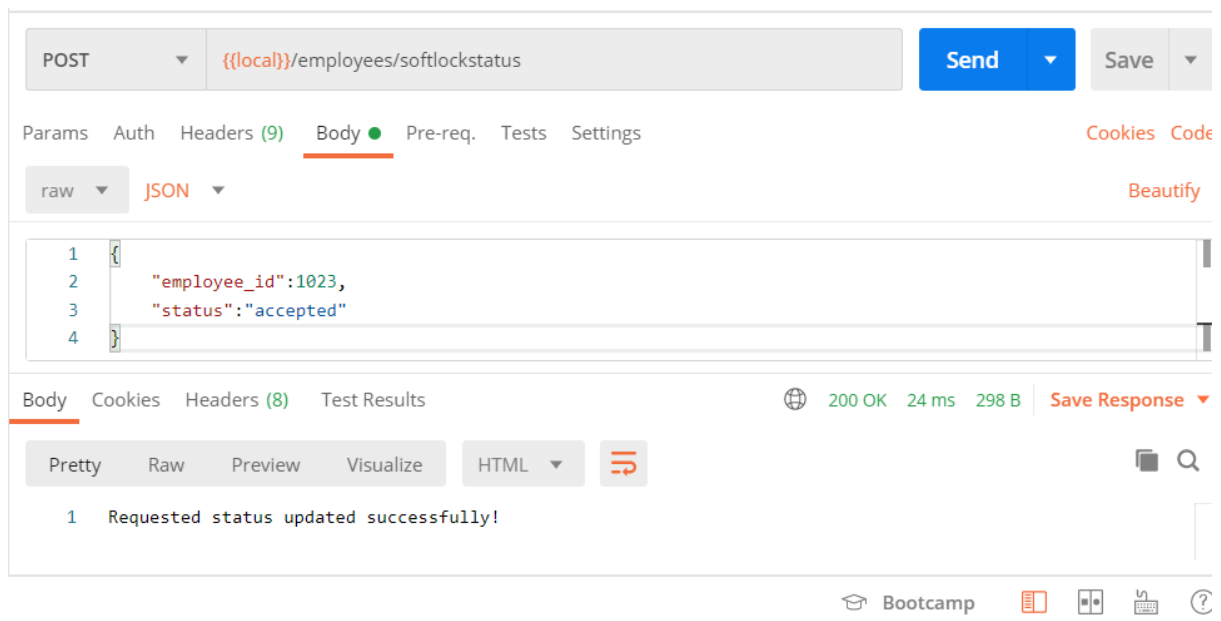 POST {{local}}/employees/softlockstatus Send Save
Params Auth Headers (9) Body Pre-req. Tests Settings Cookies Code
raw JSON Beautify
1 {
2 "employee_id":1023,
3 "status":"accepted"
4 }
Body Cookies Headers (8) Test Results 200 OK 24 ms 298 B Save Response
Pretty Raw Preview Visualize HTML
1 Requested status updated successfully!
Bootcamp ?